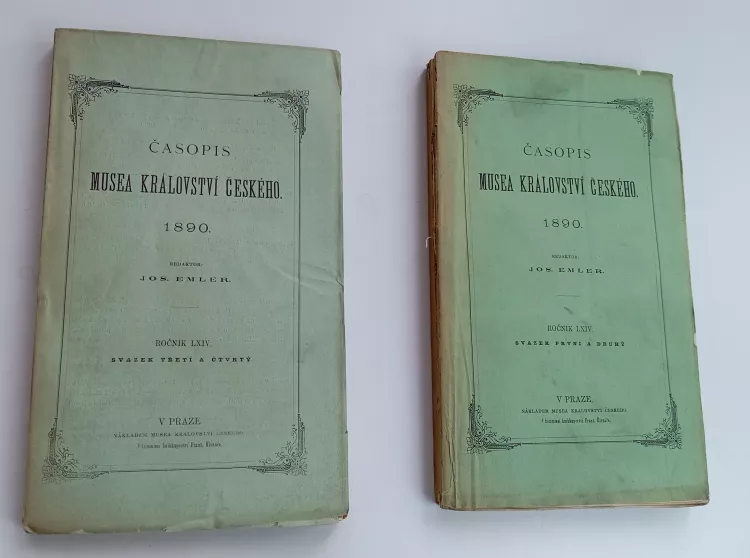 ČASOPIS
MUSEA KRÁLOVSTVÍ ČESKÉHO.
1890.
REDAKTOR:
JOS. EMLER.
ROČNÍK LXIV.
SVAZEK TŘETÍ A ČTVRTÝ.
V PRAZE.
NÁKLADEM MUSEA KRÁLOVSTVÍ ČESKÉHO.
ČASOPIS
MUSEA KRÁLOVSTVÍ ČESKÉHO.
1890.
REDAKTOR:
JOS. EMLER.
ROČNÍK LXIV.
SVAZEK PRVNÍ A DRUHÝ
V PRAZE.
NÁKLADEM MUSEA KRÁLOVSTVÍ ČESKÉHO.